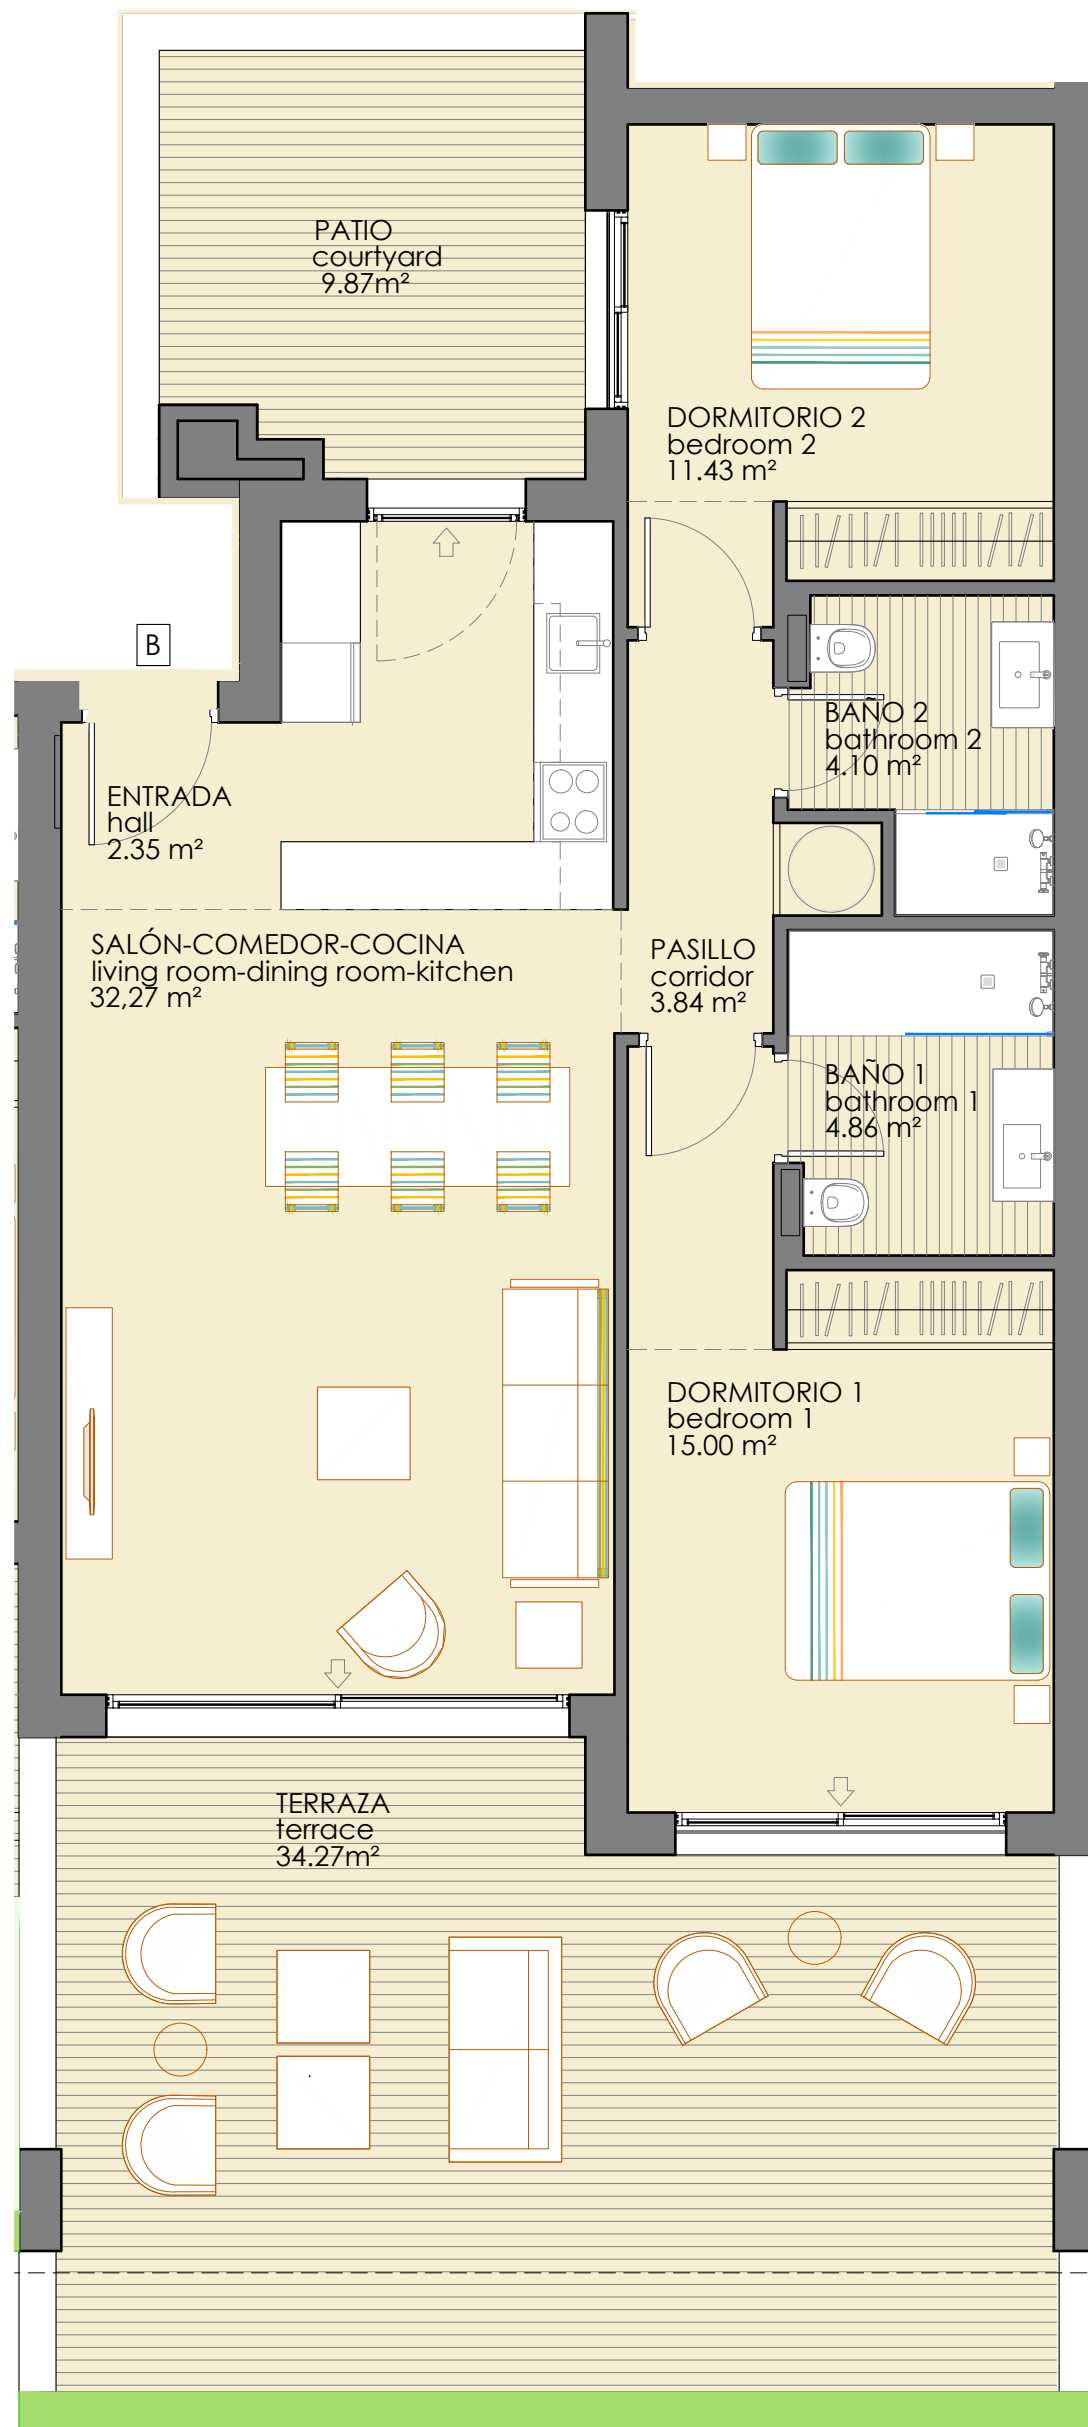 PATIO
courtyard
9.87m²
DORMITORIO 2
bedroom 2
11.43 m²
B
BAÑO 2
bathroom 2
4.10 m²
ENTRADA
hall
2.35 m²
SALÓN-COMEDOR-COCINA
living room-dining room-kitchen
32,27 m²
PASILLO
corridor
3.84 m²
BAÑO 1
bathroom 1
4.86 m²
DORMITORIO 1
bedroom 1
15.00 m²
TERRAZA
terrace
34.27m²